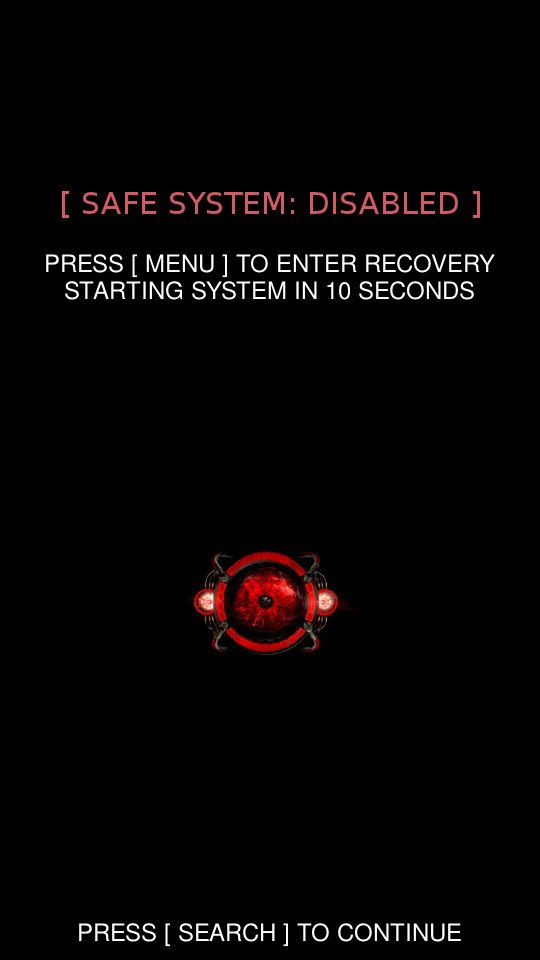 [ SAFE SYSTEM: DISABLED ]
PRESS [ MENU ] TO ENTER RECOVERY
STARTING SYSTEM IN 10 SECONDS
PRESS [ SEARCH ] TO CONTINUE